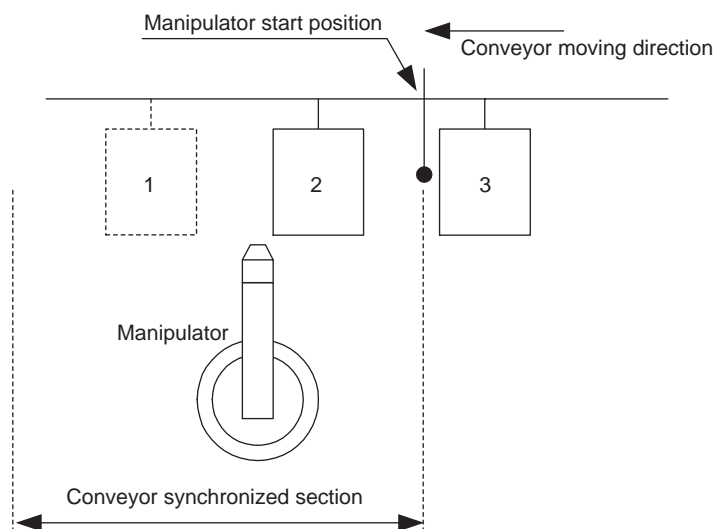 Manipulator start position
Conveyor moving direction
1
2
3
Manipulator
Conveyor synchronized section